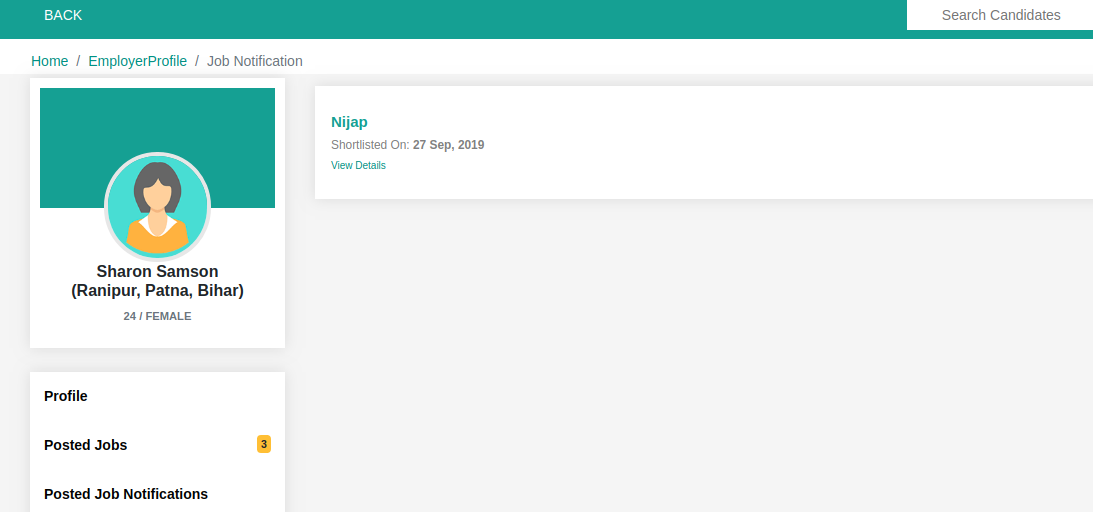 BACK
Search Candidates
Home / EmployerProfile / Job Notification
Nijap
Shortlisted On: 27 Sep, 2019
View Details
Sharon Samson
(Ranipur, Patna, Bihar)
24 / FEMALE
Profile
Posted Jobs 3
Posted Job Notifications